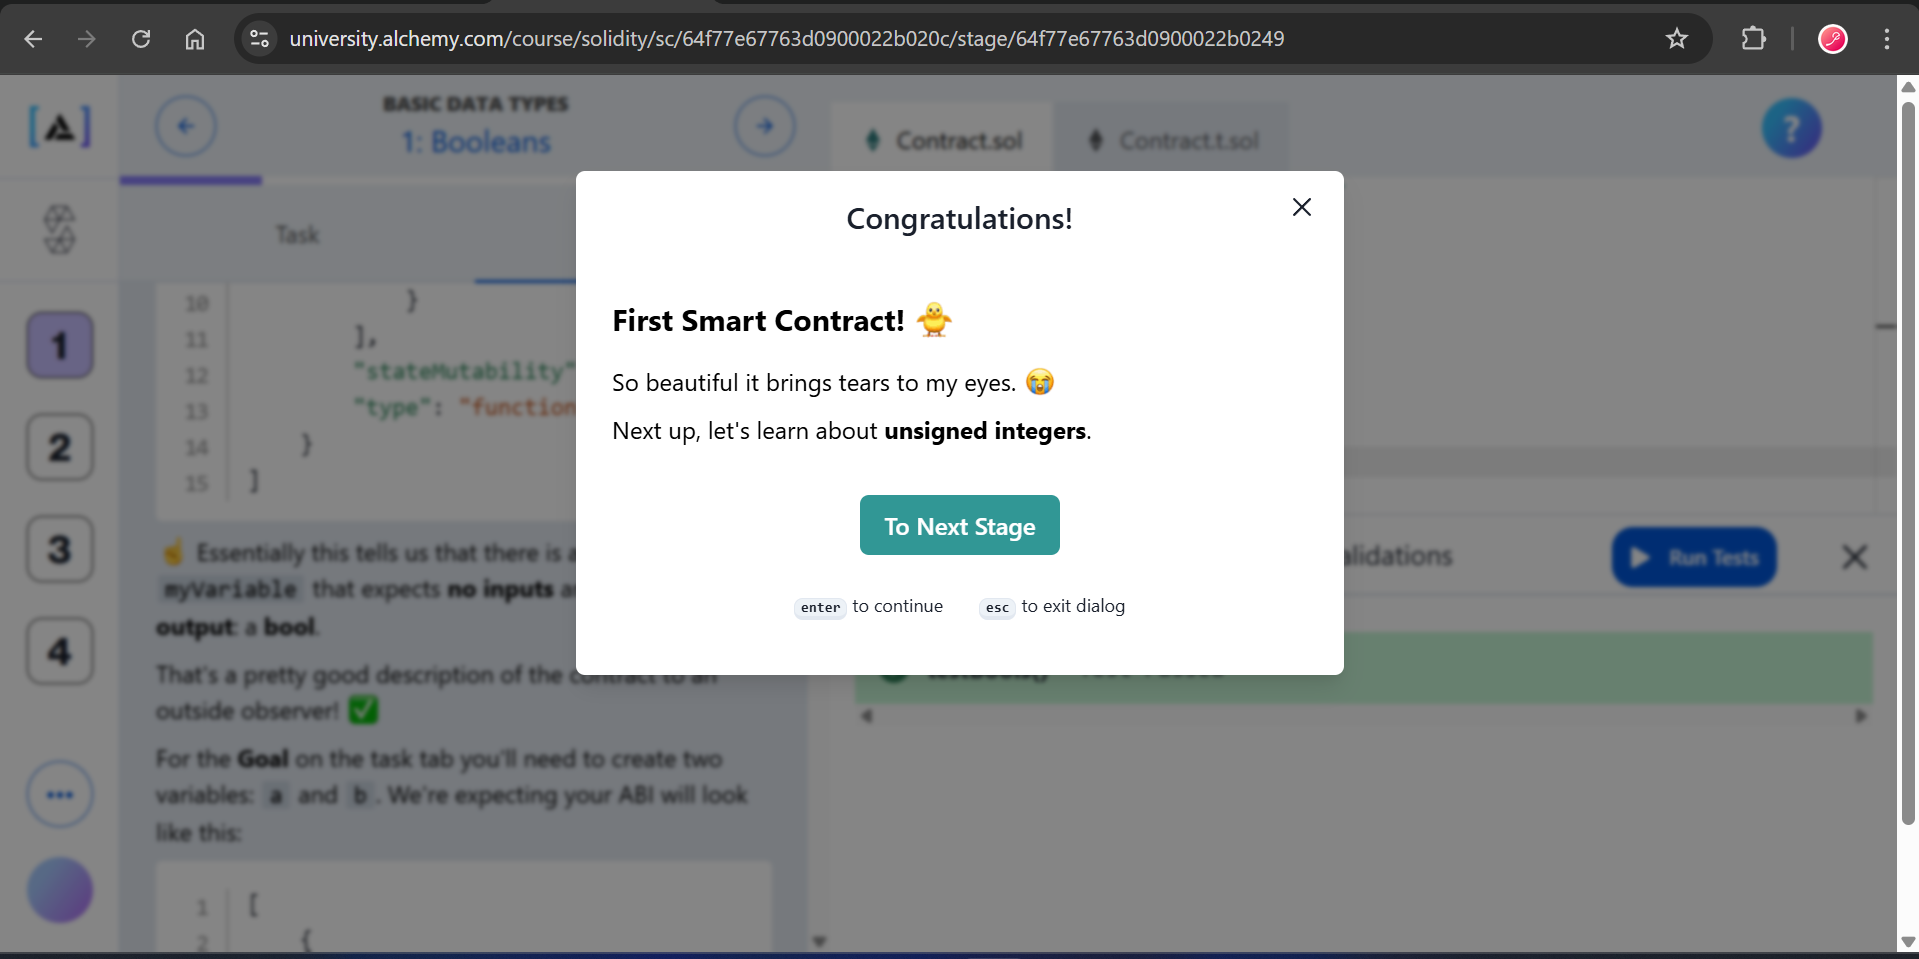 university.alchemy.com/course/solidity/sc/64f77e67763d0900022b020c/stage/64f77e67763d0900022b0249
BASIC DATA TYPES
1: Booleans
Contract.sol
Contract.t.sol
?
Task
1
2
3
4
10 }
11 ],
12 "stateMutability"
13 "type": "function
14 }
15 ]
☝️ Essentially this tells us that there is a
myVariable that expects no inputs
output: a bool.
That's a pretty good description of the contract to an
outside observer! ✅
For the Goal on the task tab you'll need to create two
variables: a and b. We're expecting your ABI will look
like this:
1 [
2 {
Congratulations!
First Smart Contract! 🐥
So beautiful it brings tears to my eyes. 😭
Next up, let's learn about unsigned integers.
To Next Stage
enter to continue
esc to exit dialog
Run Tests